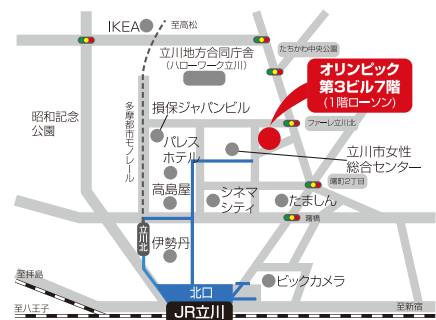 IKEA
至高松
立川地方合同庁舎
(ハローワーク立川)
たちかわ中央公園
オリンピック
第3ビル7階
(1階ローソン)
昭和記念
公園
多摩都市モノレール
損保ジャパンビル
ファーレ立川北
パレス
ホテル
立川市女性
総合センター
高島屋
シネマ
シティ
曙町2丁目
たましん
曙橋
立川北
伊勢丹
至拝島
北口
ビックカメラ
至八王子
JR立川
至新宿